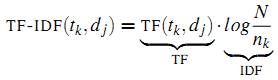 TF-IDF(t_k, d_j) = TF(t_k, d_j) · log N/n_k
TF IDF